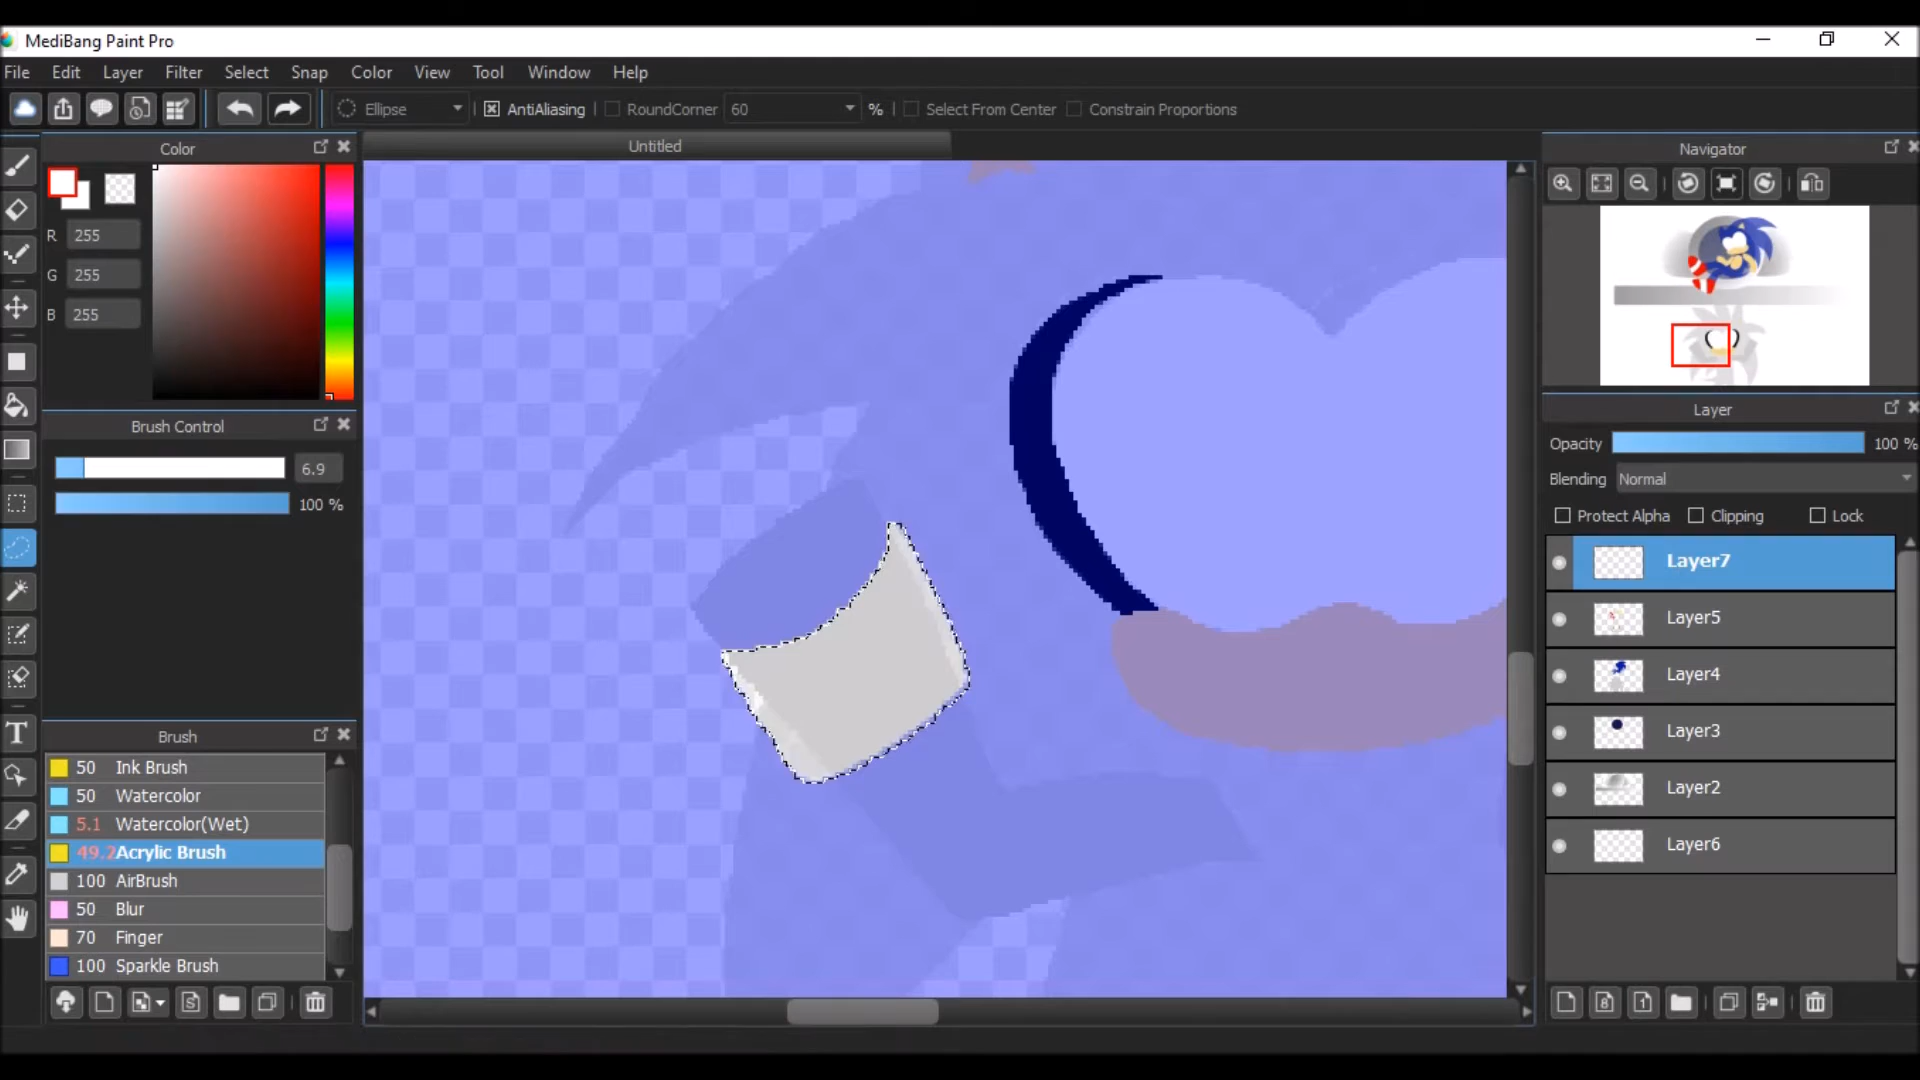 MediBang Paint Pro
File Edit Layer Filter Select Snap Color View Tool Window Help
Ellipse AntiAliasing RoundCorner 60 % Select From Center Constrain Proportions
Color
Untitled
Navigator
R 255
G 255
B 255
Brush Control
6.9
100 %
Brush
50 Ink Brush
50 Watercolor
5.1 Watercolor(Wet)
49.2 Acrylic Brush
100 AirBrush
50 Blur
70 Finger
100 Sparkle Brush
T
S
Layer
Opacity 100 %
Blending Normal
Protect Alpha Clipping Lock
Layer7
Layer5
Layer4
Layer3
Layer2
Layer6
8 1